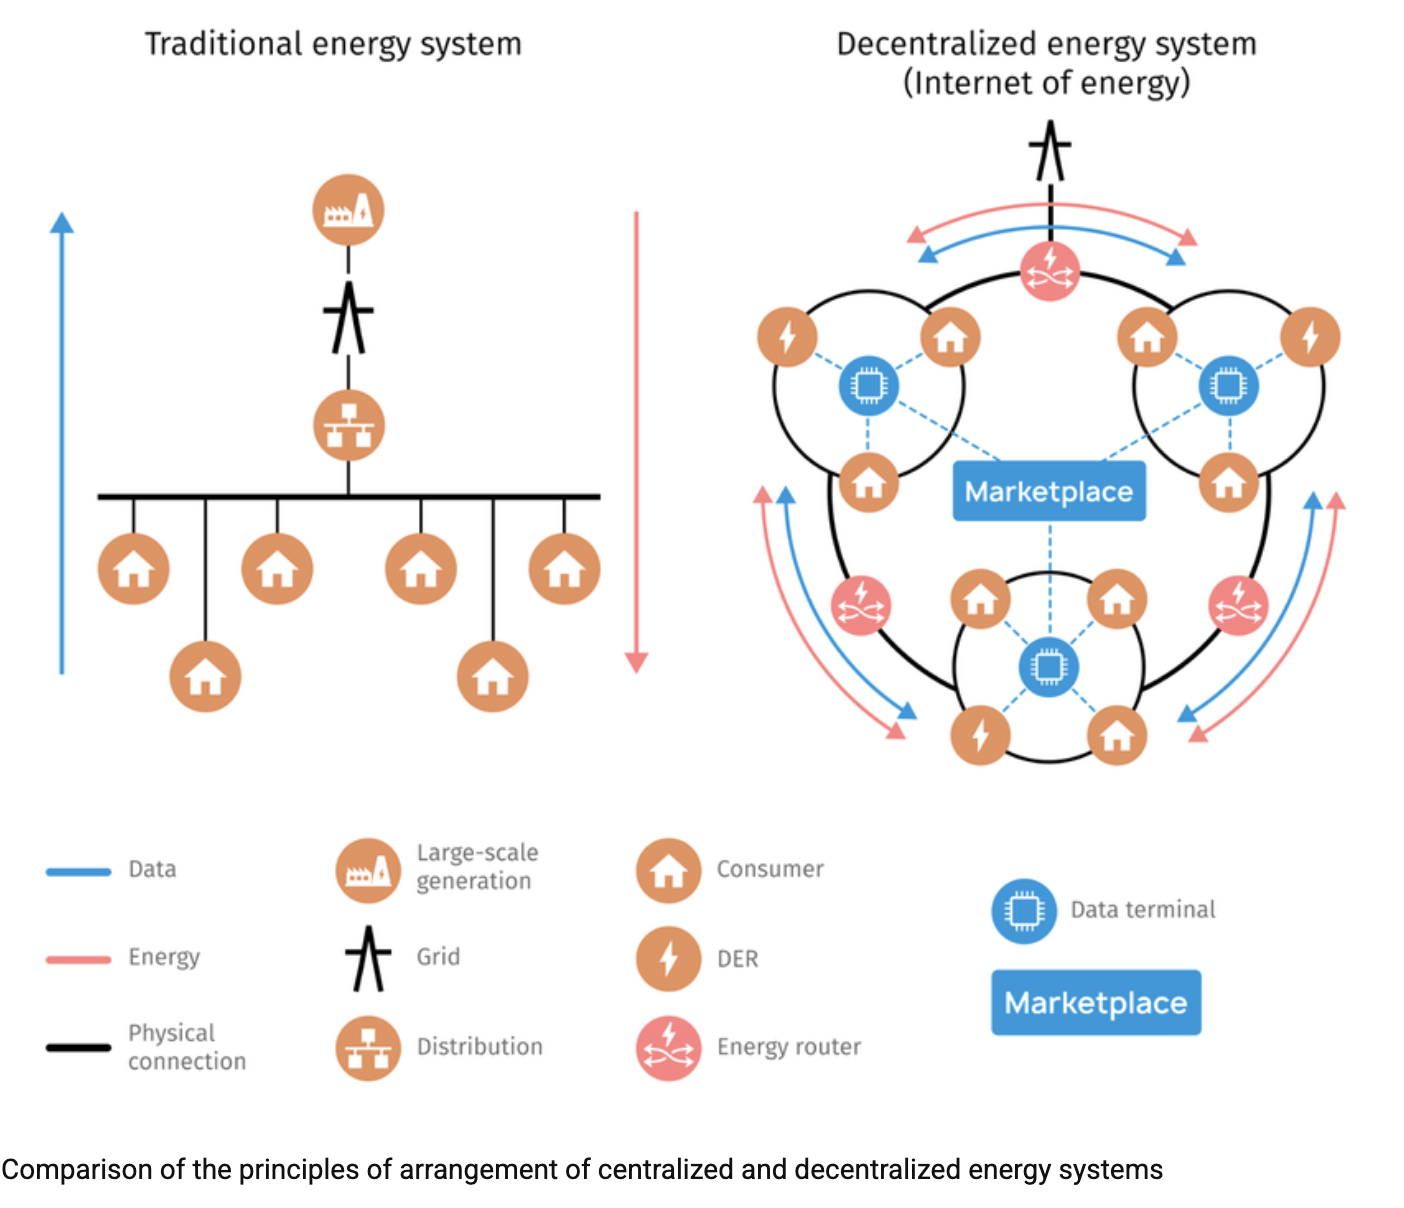 Traditional energy system
Decentralized energy system
(Internet of energy)
Marketplace
Data
Energy
Physical
connection
Large-scale
generation
Grid
Distribution
Consumer
DER
Energy router
Data terminal
Marketplace
Comparison of the principles of arrangement of centralized and decentralized energy systems